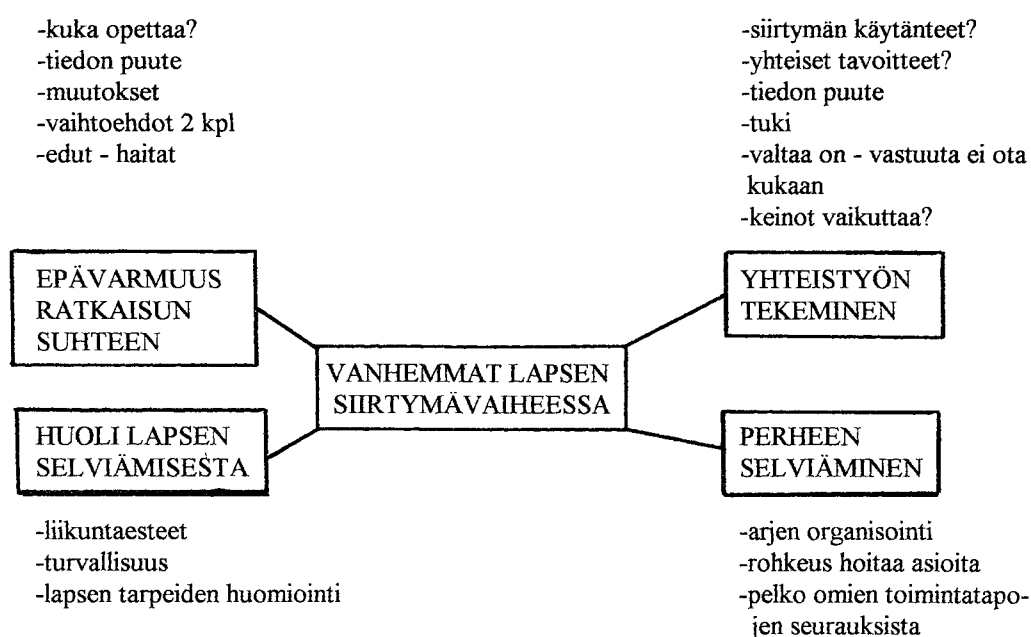 -kuka opettaa?
-tiedon puute
-muutokset
-vaihtoehdot 2 kpl
-edut - haitat
-siirtymän käytänteet?
-yhteiset tavoitteet?
-tiedon puute
-tuki
-valtaa on - vastuuta ei ota
kukaan
-keinot vaikuttaa?
EPÄVARMUUS
RATKAISUN
SUHTEEN
YHTEISTYÖN
TEKEMINEN
VANHEMMAT LAPSEN
SIIRTYMÄVAIHEESSA
HUOLI LAPSEN
SELVIÄMISESTA
PERHEEN
SELVIÄMINEN
-liikuntaesteet
-turvallisuus
-lapsen tarpeiden huomiointi
-arjen organisointi
-rohkeus hoitaa asioita
-pelko omien toimintatapo-
jen seurauksista